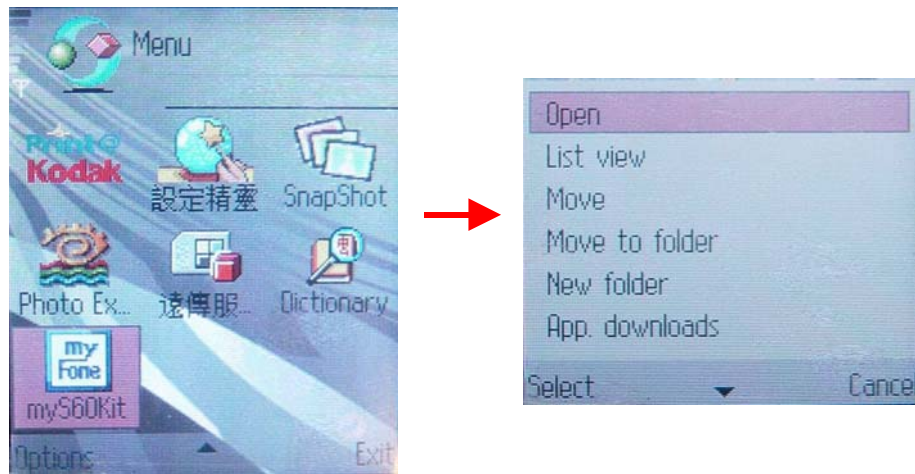 Menu
Print@
Kodak
設定精靈
SnapShot
Photo Ex...
遠傳服...
Dictionary
my
Fone
myS60Kit
Options
Exit
Open
List view
Move
Move to folder
New folder
App. downloads
Select
Cance